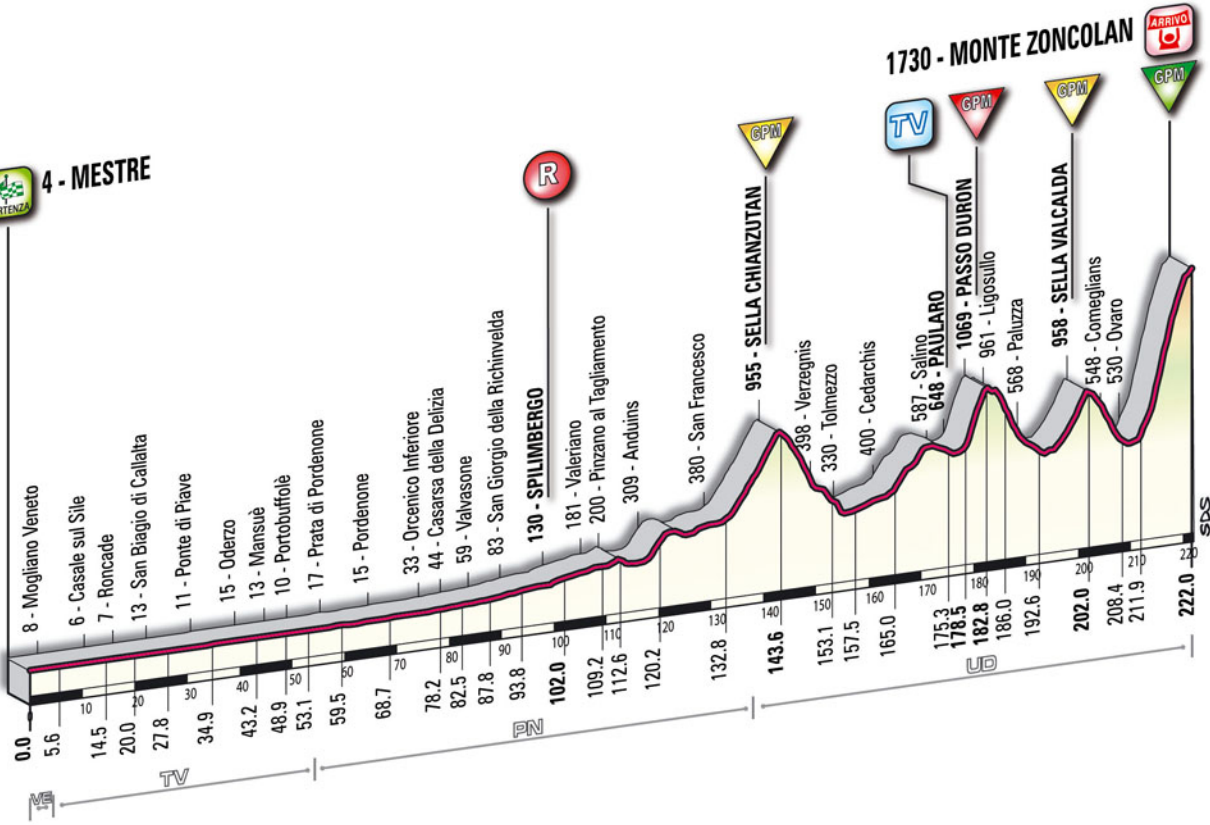 1730 - MONTE ZONCOLAN
ARRIVO
GPM
GPM
GPM
GPM
TV
R
4 - MESTRE
8 - Mogliano Veneto
6 - Casale sul Sile
7 - Roncade
13 - San Biagio di Callalta
11 - Ponte di Piave
15 - Oderzo
13 - Mansuè
10 - Portobuffolè
17 - Prata di Pordenone
15 - Pordenone
33 - Orcenico Inferiore
44 - Casarsa della Delizia
59 - Valvasone
83 - San Giorgio della Richinvelda
130 - SPILIMBERGO
181 - Valeriano
200 - Pinzano al Tagliamento
309 - Anduins
380 - San Francesco
955 - SELLA CHIANZUTAN
398 - Verzegnis
330 - Tolmezzo
400 - Cedarchis
587 - Salino
648 - PAULARO
1069 - PASSO DURON
961 - Ligosullo
568 - Paluzza
958 - SELLA VALCALDA
548 - Comeglians
530 - Ovaro
SDS
0
10
20
30
40
50
60
70
80
90
100
110
120
130
140
150
160
170
180
190
200
210
220
0.0
5.6
14.5
20.0
27.8
34.9
43.2
48.9
53.1
59.5
68.7
78.2
82.5
87.8
93.8
102.0
109.2
112.6
120.2
132.8
143.6
153.1
157.5
165.0
175.3
178.5
182.8
186.0
192.6
202.0
208.4
211.9
222.0
VE
TV
PN
UD